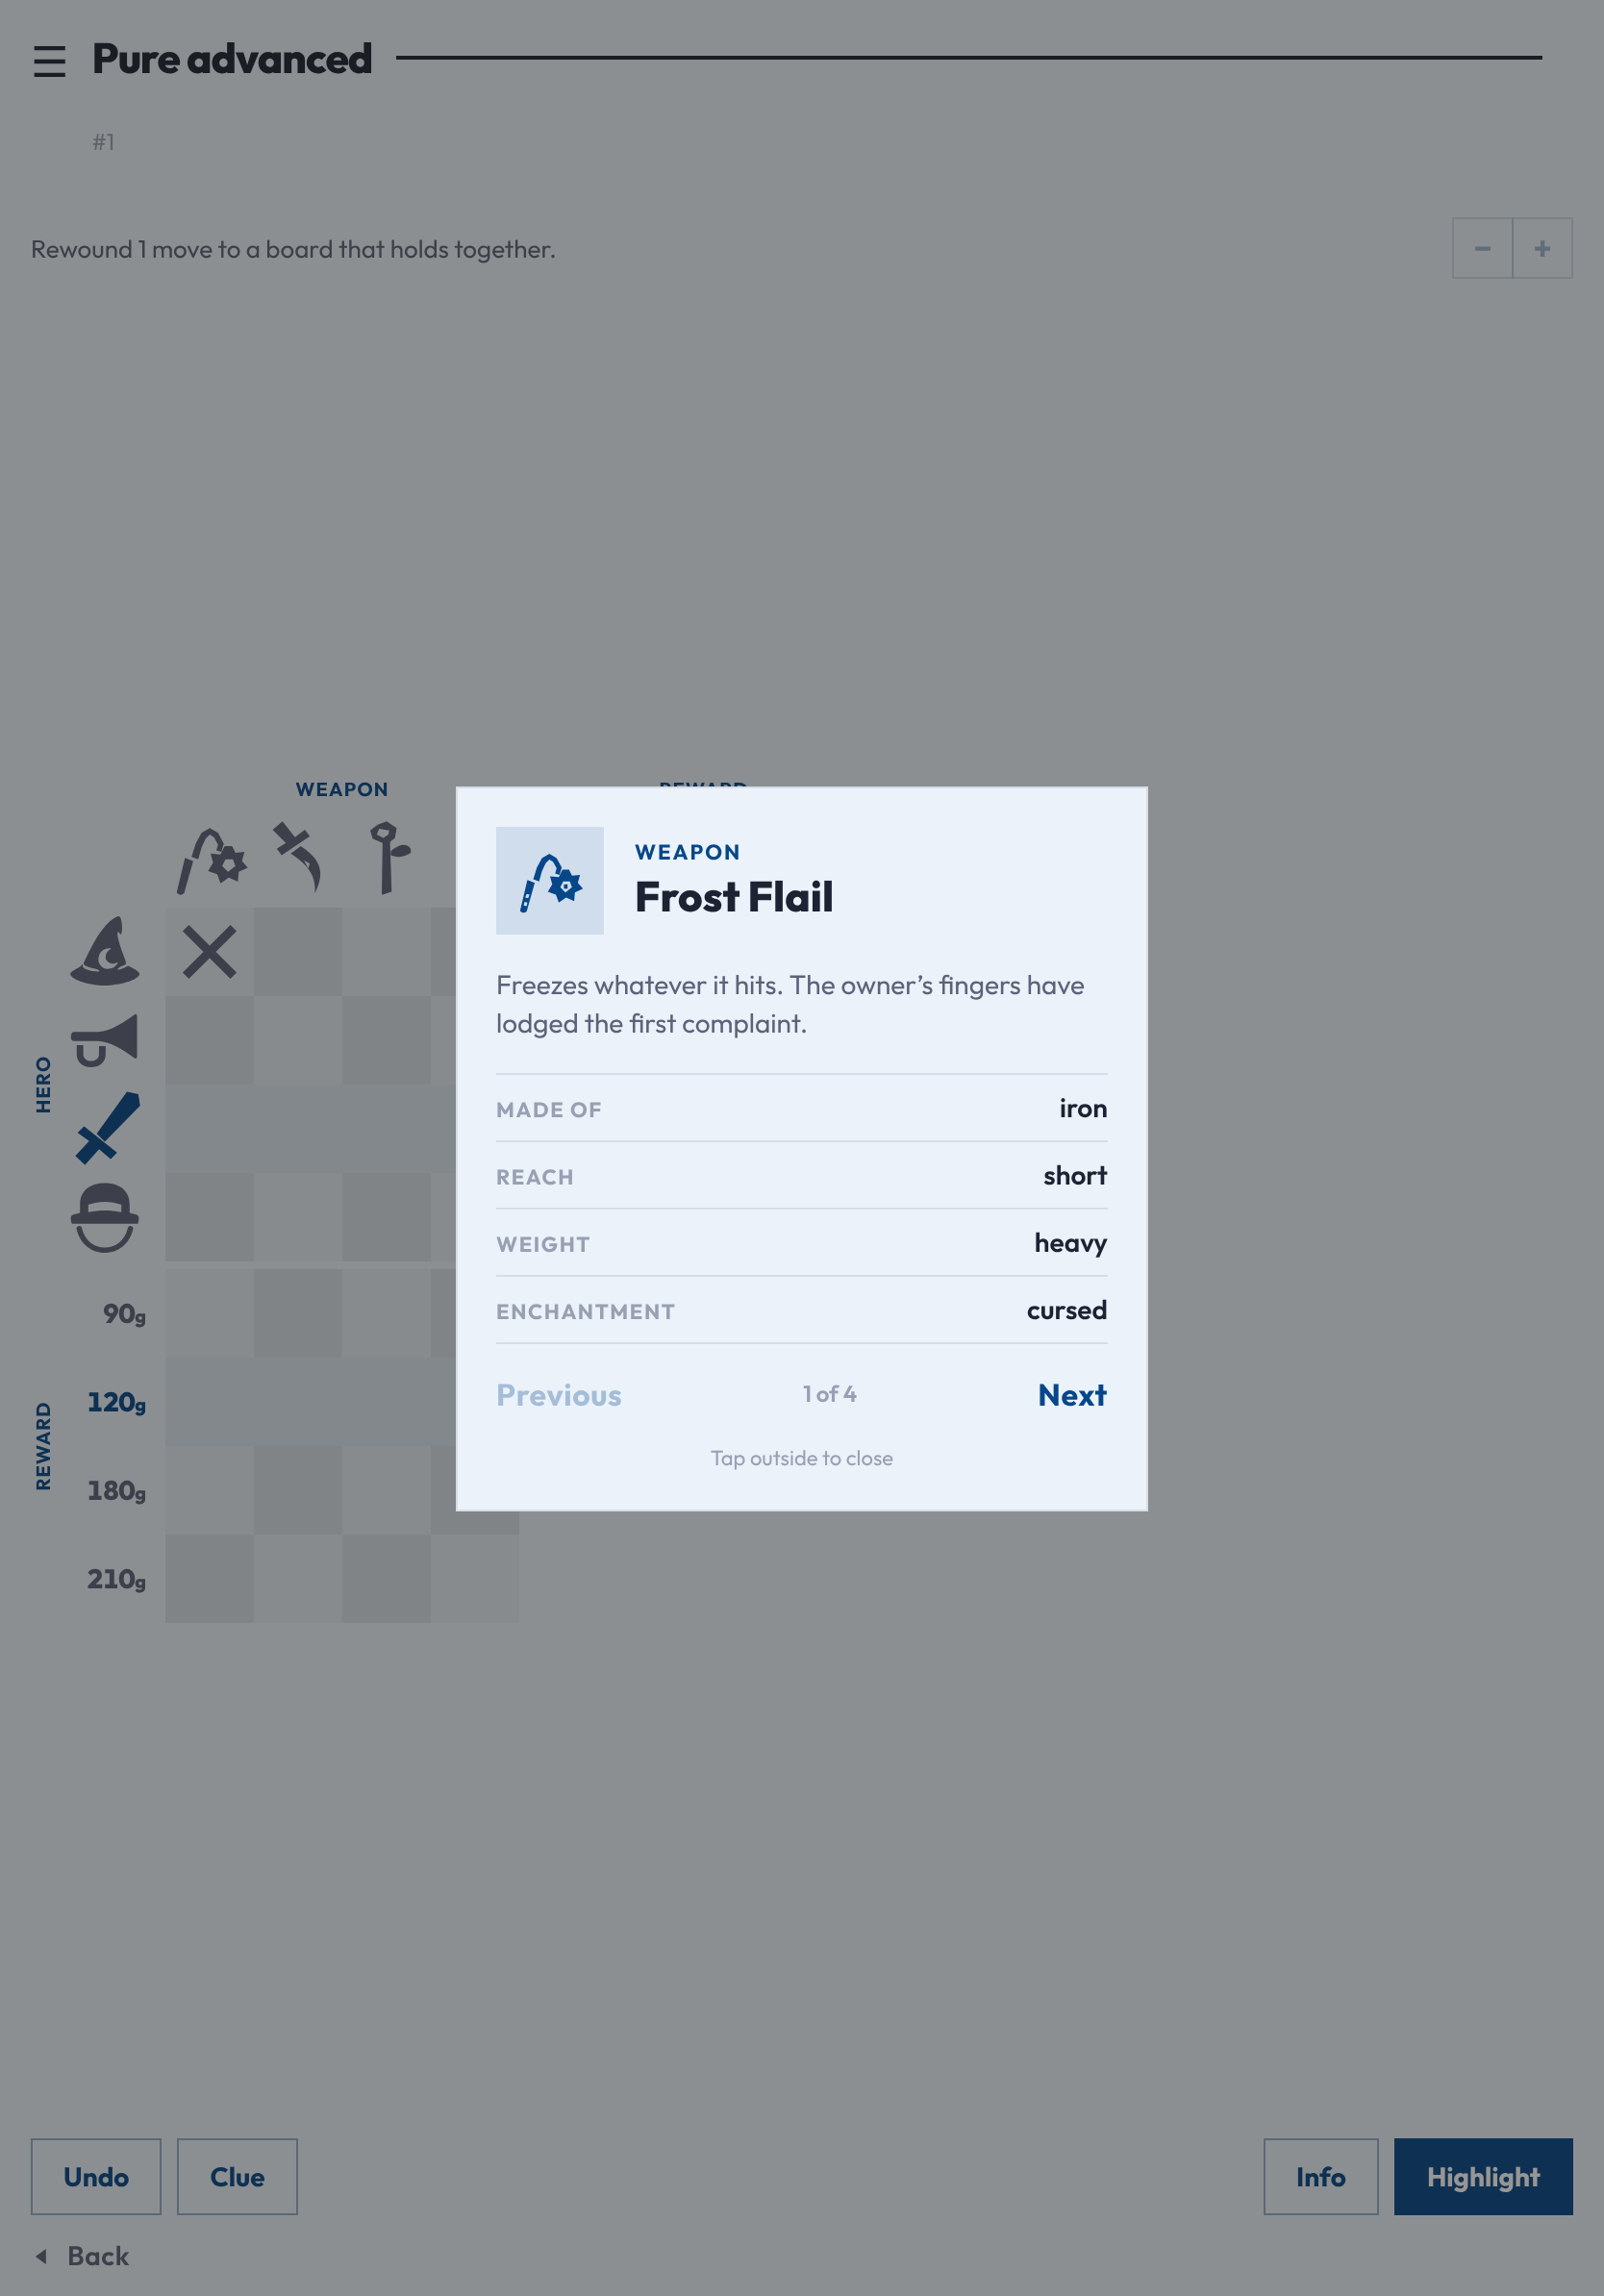 Pure advanced
#1
Rewound 1 move to a board that holds together.
− +
WEAPON
REWARD
WEAPON
Frost Flail
Freezes whatever it hits. The owner’s fingers have
lodged the first complaint.
MADE OF iron
REACH short
WEIGHT heavy
ENCHANTMENT cursed
Previous 1 of 4 Next
Tap outside to close
HERO
REWARD
90g
120g
180g
210g
Undo Clue Info Highlight
Back